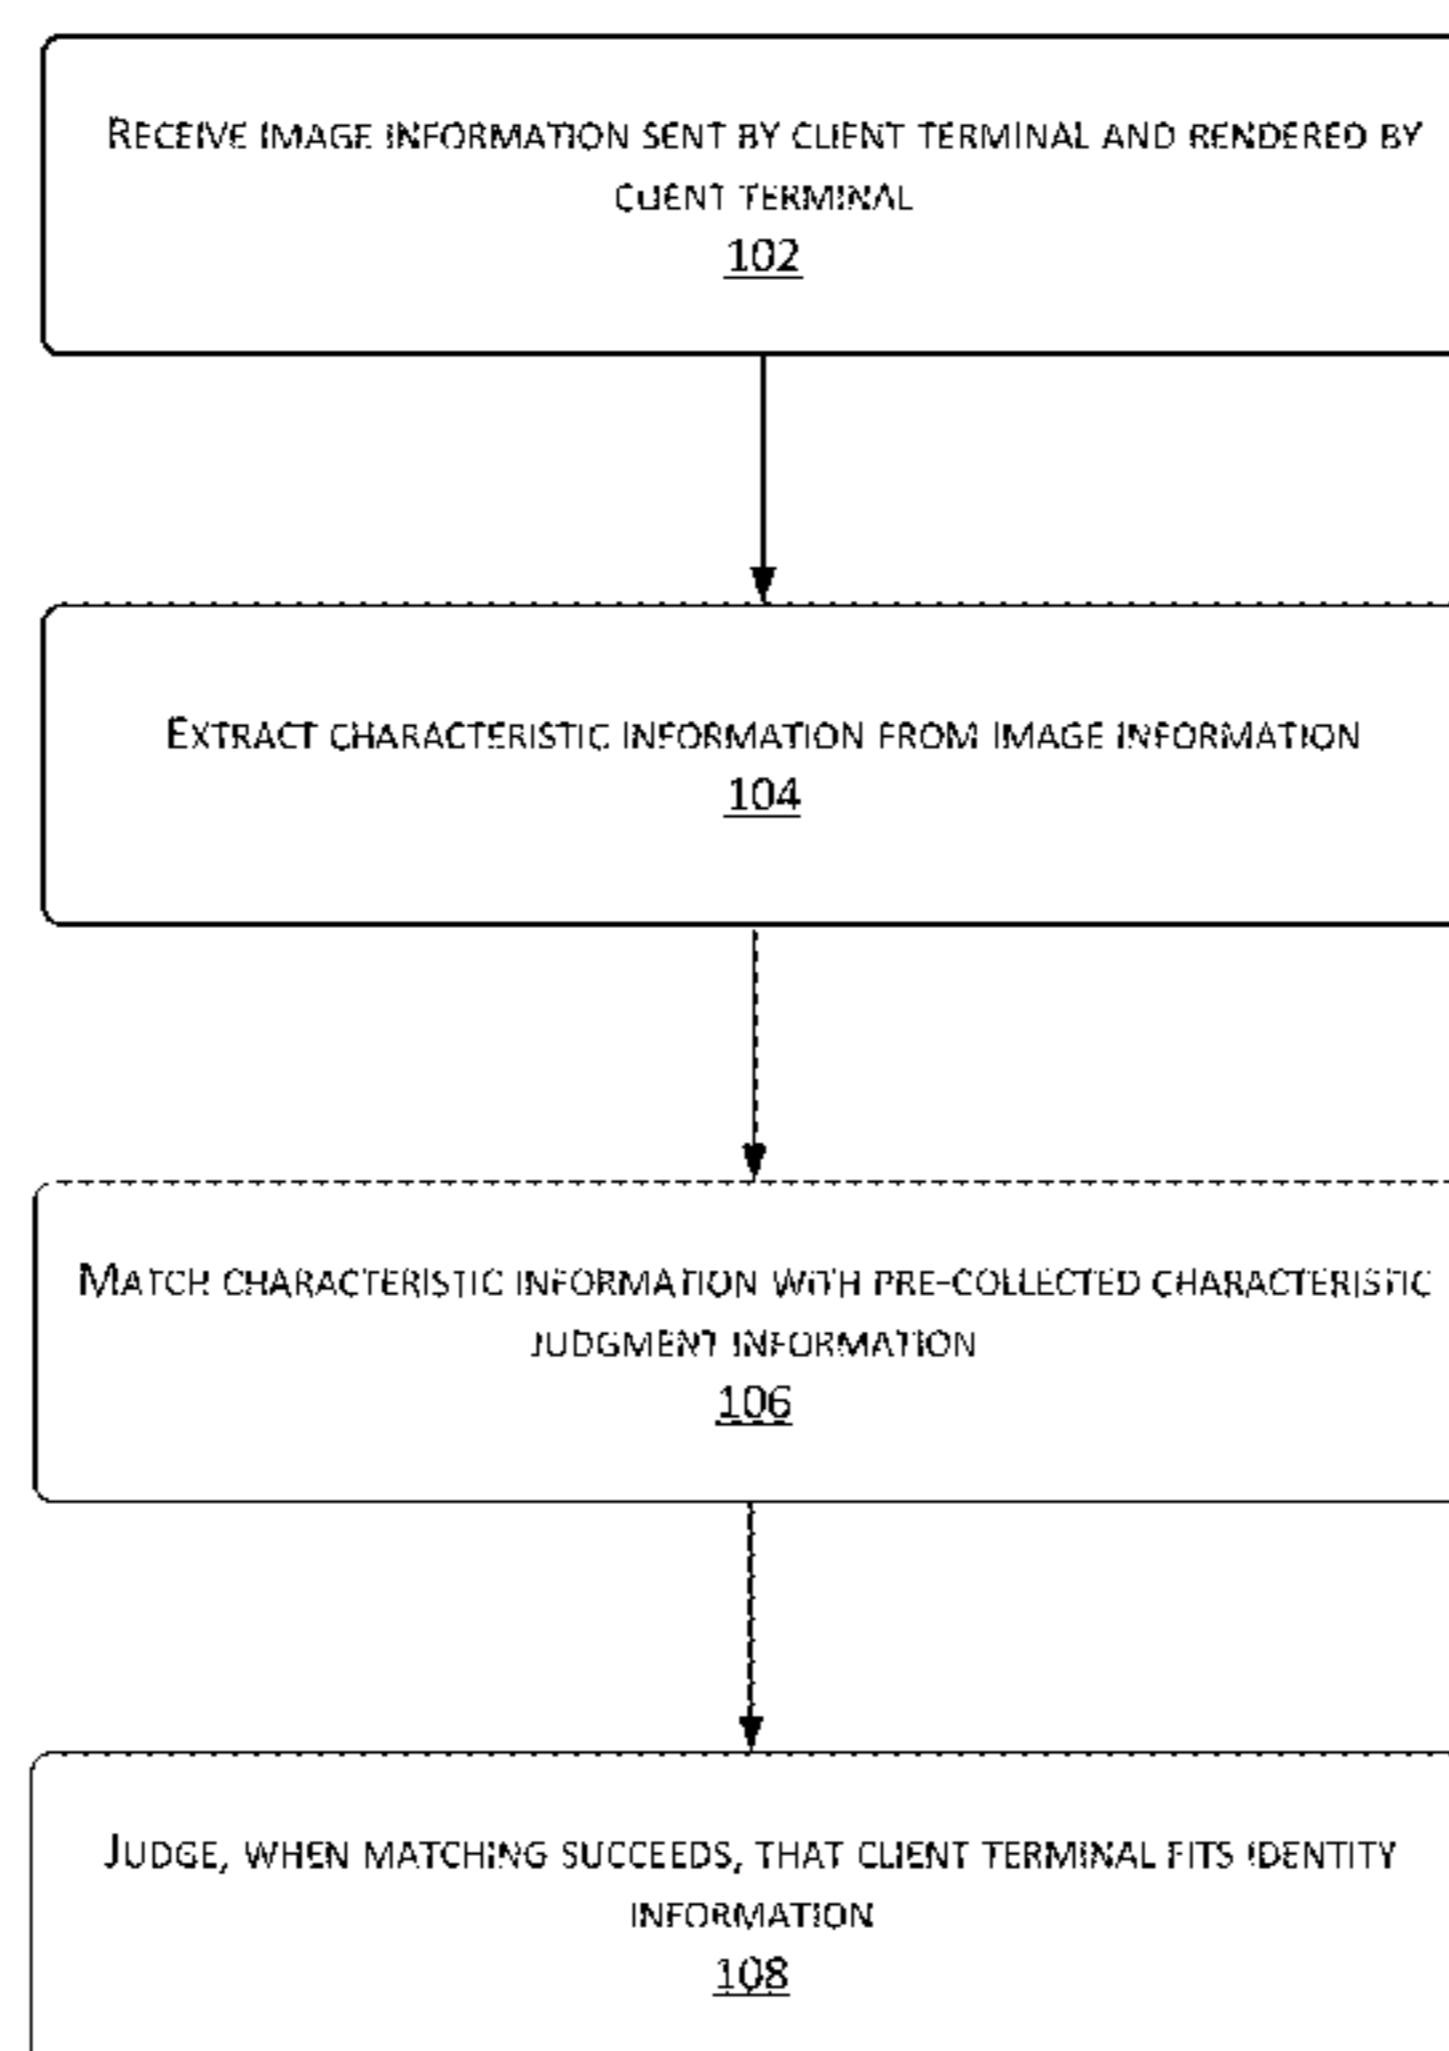 RECEIVE IMAGE INFORMATION SENT BY CLIENT TERMINAL AND RENDERED BY
CLIENT TERMINAL
102
EXTRACT CHARACTERISTIC INFORMATION FROM IMAGE INFORMATION
104
MATCH CHARACTERISTIC INFORMATION WITH PRE-COLLECTED CHARACTERISTIC
JUDGMENT INFORMATION
106
JUDGE, WHEN MATCHING SUCCEEDS, THAT CLIENT TERMINAL FITS IDENTITY
INFORMATION
108